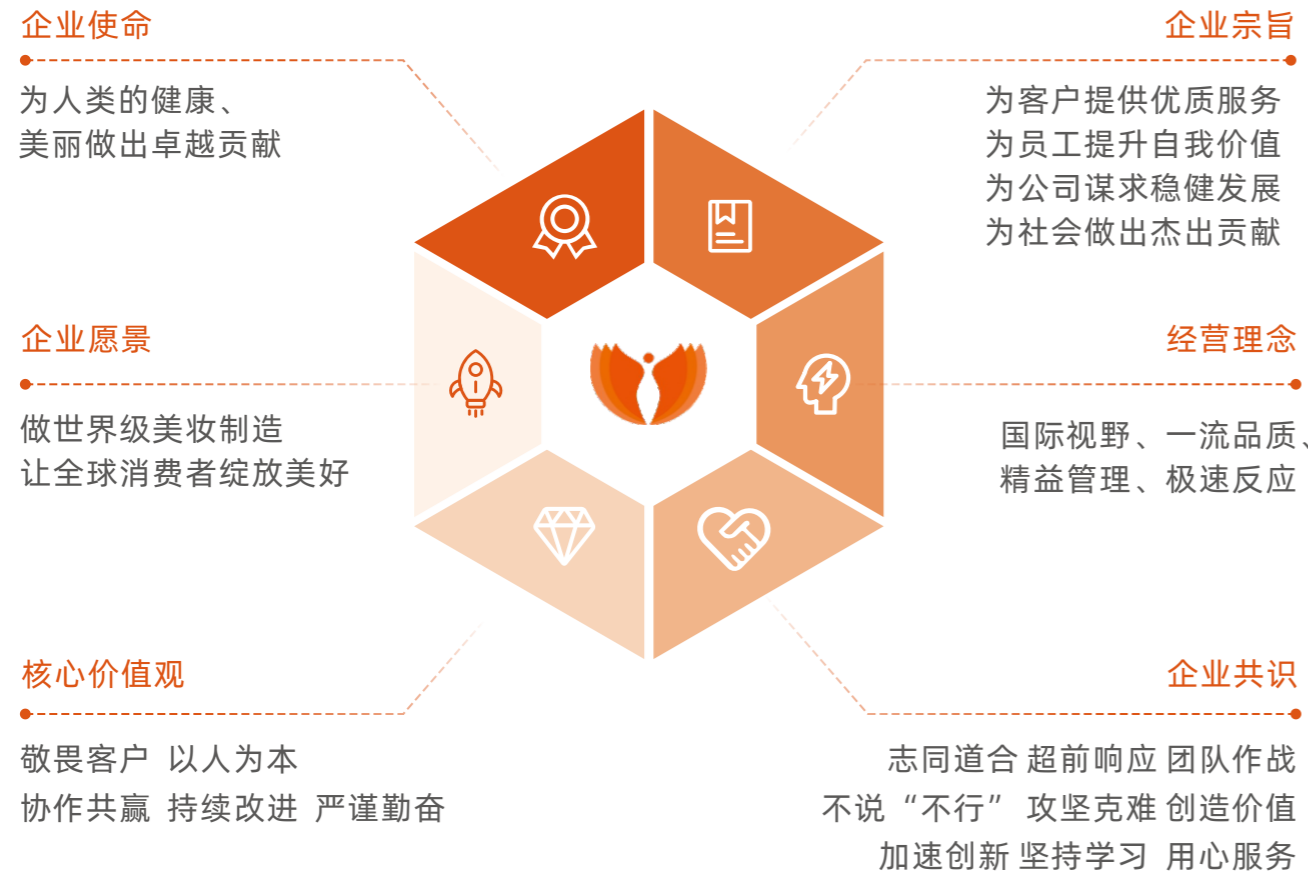 企业使命
为人类的健康、
美丽做出卓越贡献
企业宗旨
为客户提供优质服务
为员工提升自我价值
为公司谋求稳健发展
为社会做出杰出贡献
企业愿景
做世界级美妆制造
让全球消费者绽放美好
经营理念
国际视野、一流品质、
精益管理、极速反应
核心价值观
敬畏客户 以人为本
协作共赢 持续改进 严谨勤奋
企业共识
志同道合 超前响应 团队作战
不说“不行” 攻坚克难 创造价值
加速创新 坚持学习 用心服务